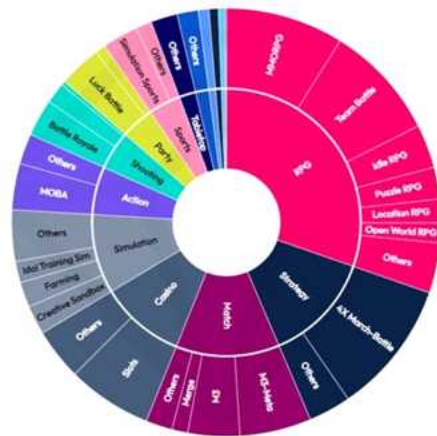 MMORPG
Team Battle
Idle RPG
Puzzle RPG
Location RPG
Open World RPG
Others
RPG
4X March-Battle
Others
Strategy
M3-Meta
M3
Merge
Others
Match
Slots
Others
Casino
Creative Sandbox
Farming
Idol Training Sim
Others
Simulation
MOBA
Others
Action
Battle Royale
Shooting
Luck Battle
Party
Simulation Sports
Others
Sports
Others
Tabletop
Others